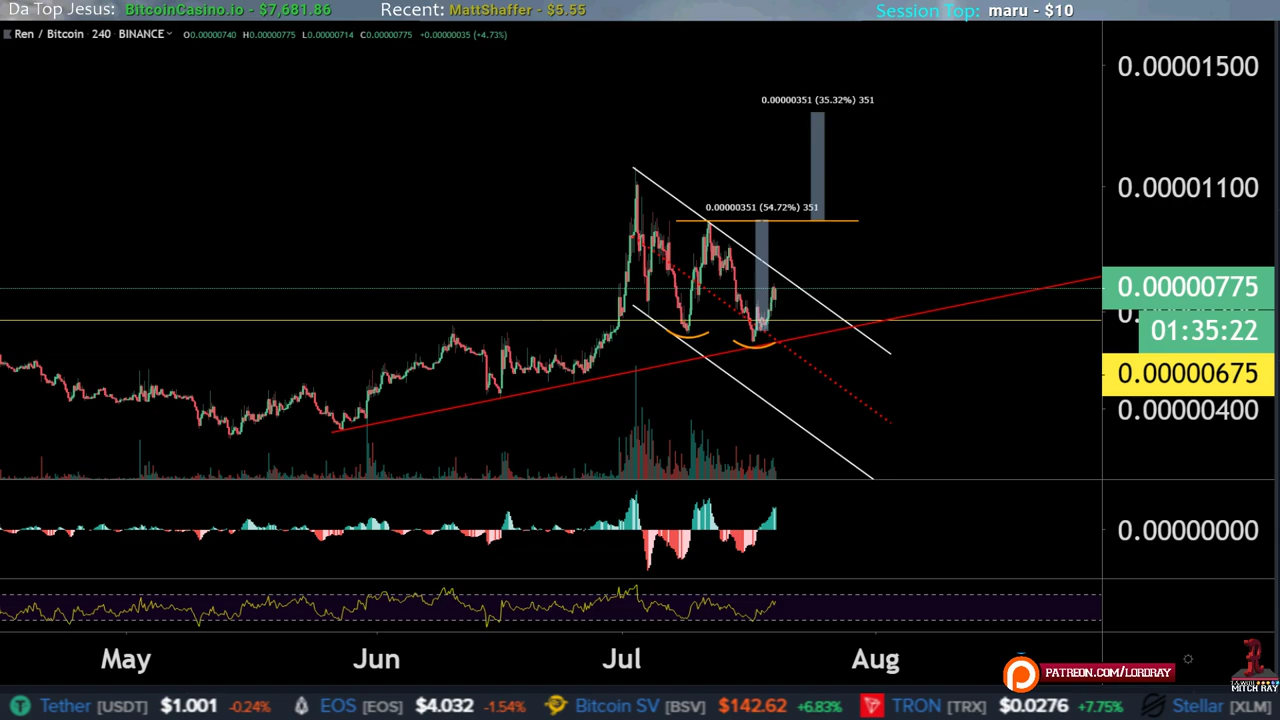 Da Top Jesus: BitcoinCasino.io - $7,681.86 Recent: MattShaffer - $5.55 Session Top: maru - $10
Ren / Bitcoin · 240 · BINANCE O0.00000740 H0.00000775 L0.00000714 C0.00000775 +0.00000035 (+4.73%)
0.00001500
0.00000351 (35.32%) 351
0.00001100
0.00000351 (54.72%) 351
0.00000775
01:35:22
0.00000675
0.00000400
0.00000000
May Jun Jul Aug
PATREON.COM/LORDRAY
MITCH RAY
Tether [USDT] $1.001 -0.24% EOS [EOS] $4.032 -1.54% Bitcoin SV [BSV] $142.62 +6.83% TRON [TRX] $0.0276 +7.75% Stellar [XLM]